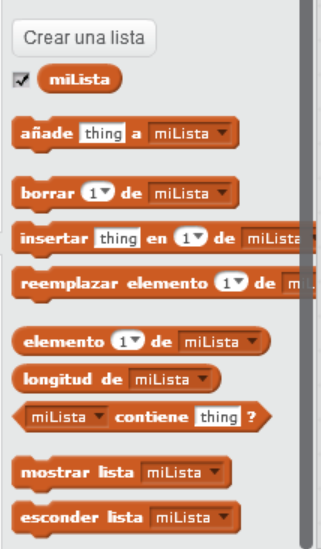 Crear una lista
miLista
añade thing a miLista
borrar 1 de miLista
insertar thing en 1 de miLista
reemplazar elemento 1 de
elemento 1 de miLista
longitud de miLista
miLista contiene thing ?
mostrar lista miLista
esconder lista miLista